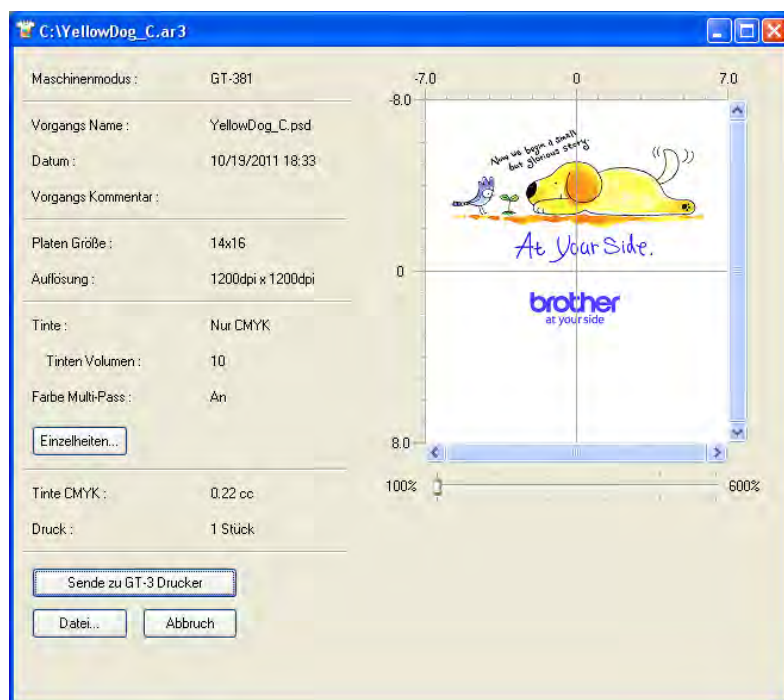 C:\YellowDog_C.ar3
Maschinenmodus : GT-381
Vorgangs Name : YellowDog_C.psd
Datum : 10/19/2011 18:33
Vorgangs Kommentar :
Platen Größe : 14x16
Auflösung : 1200dpi x 1200dpi
Tinte : Nur CMYK
Tinten Volumen : 10
Farbe Multi-Pass : An
Einzelheiten...
Tinte CMYK : 0.22 cc
Druck : 1 Stück
Sende zu GT-3 Drucker
Datei... Abbruch
-7.0 0 7.0
-8.0
Now we begin a small
but glorious story.
At Your Side.
0
brother
at your side
8.0
100% 600%